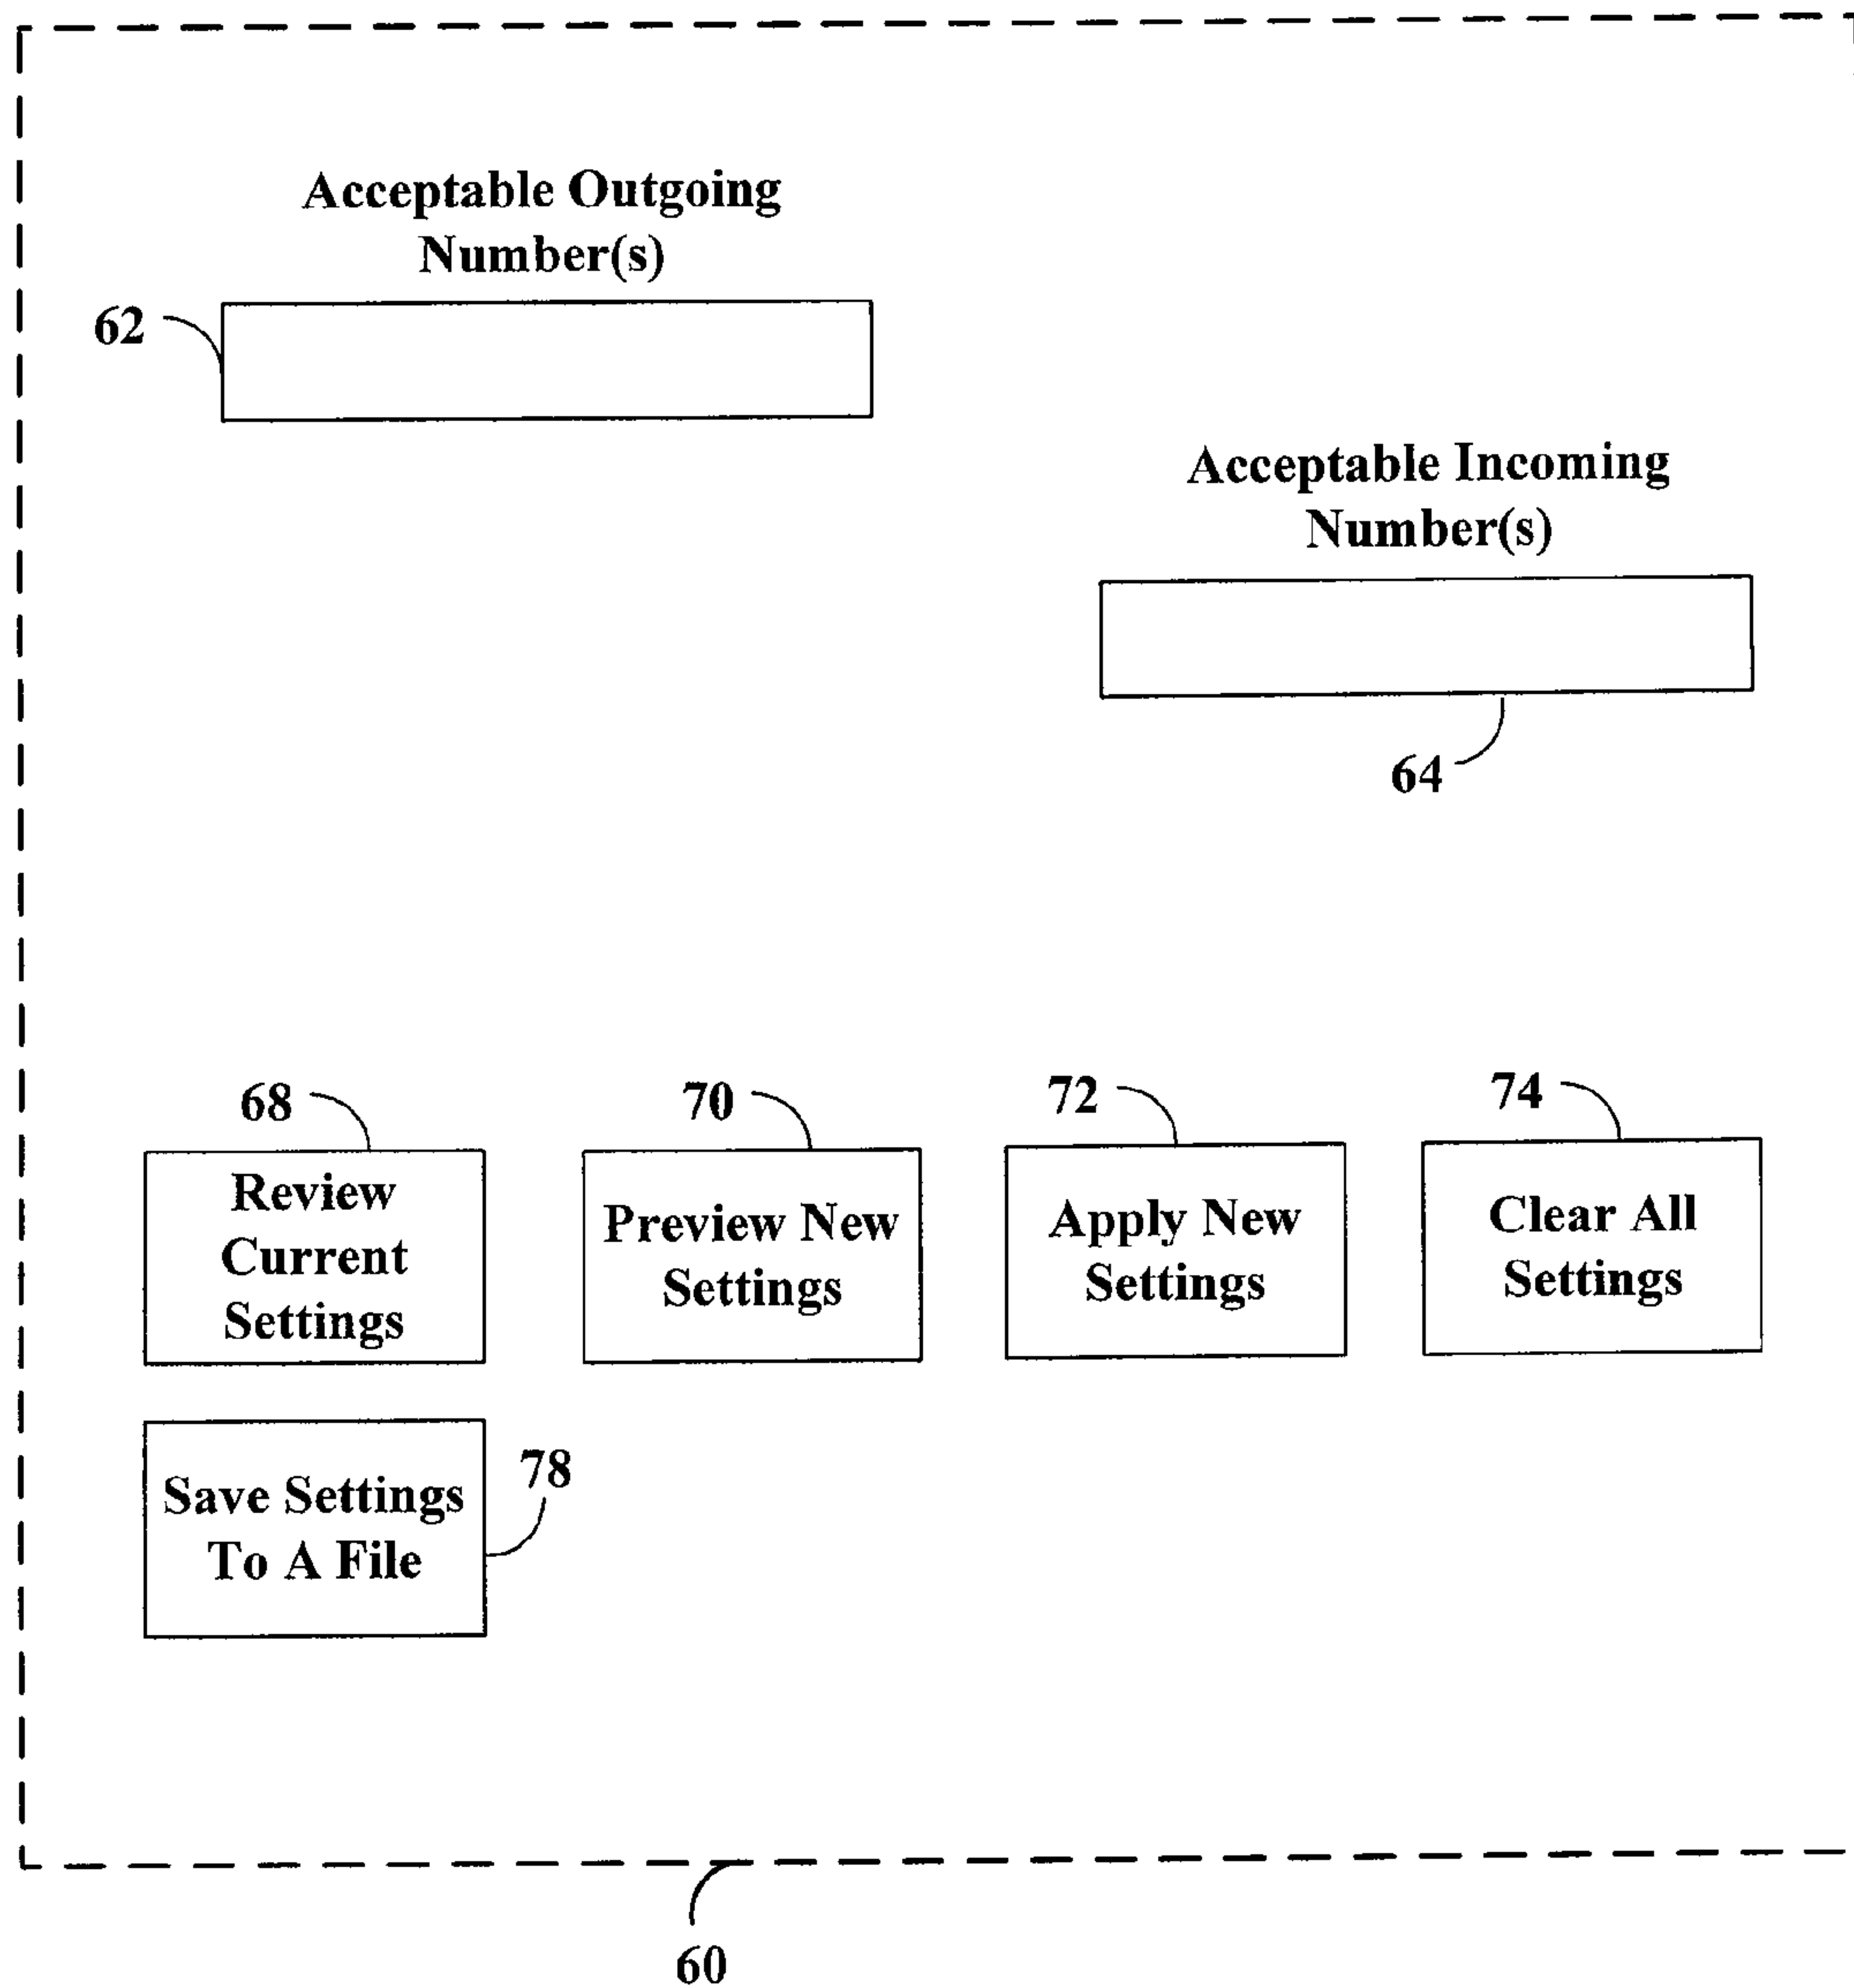 Acceptable Outgoing
Number(s)
62
Acceptable Incoming
Number(s)
64
68
70
72
74
Review
Current
Settings
Preview New
Settings
Apply New
Settings
Clear All
Settings
Save Settings
To A File
78
60